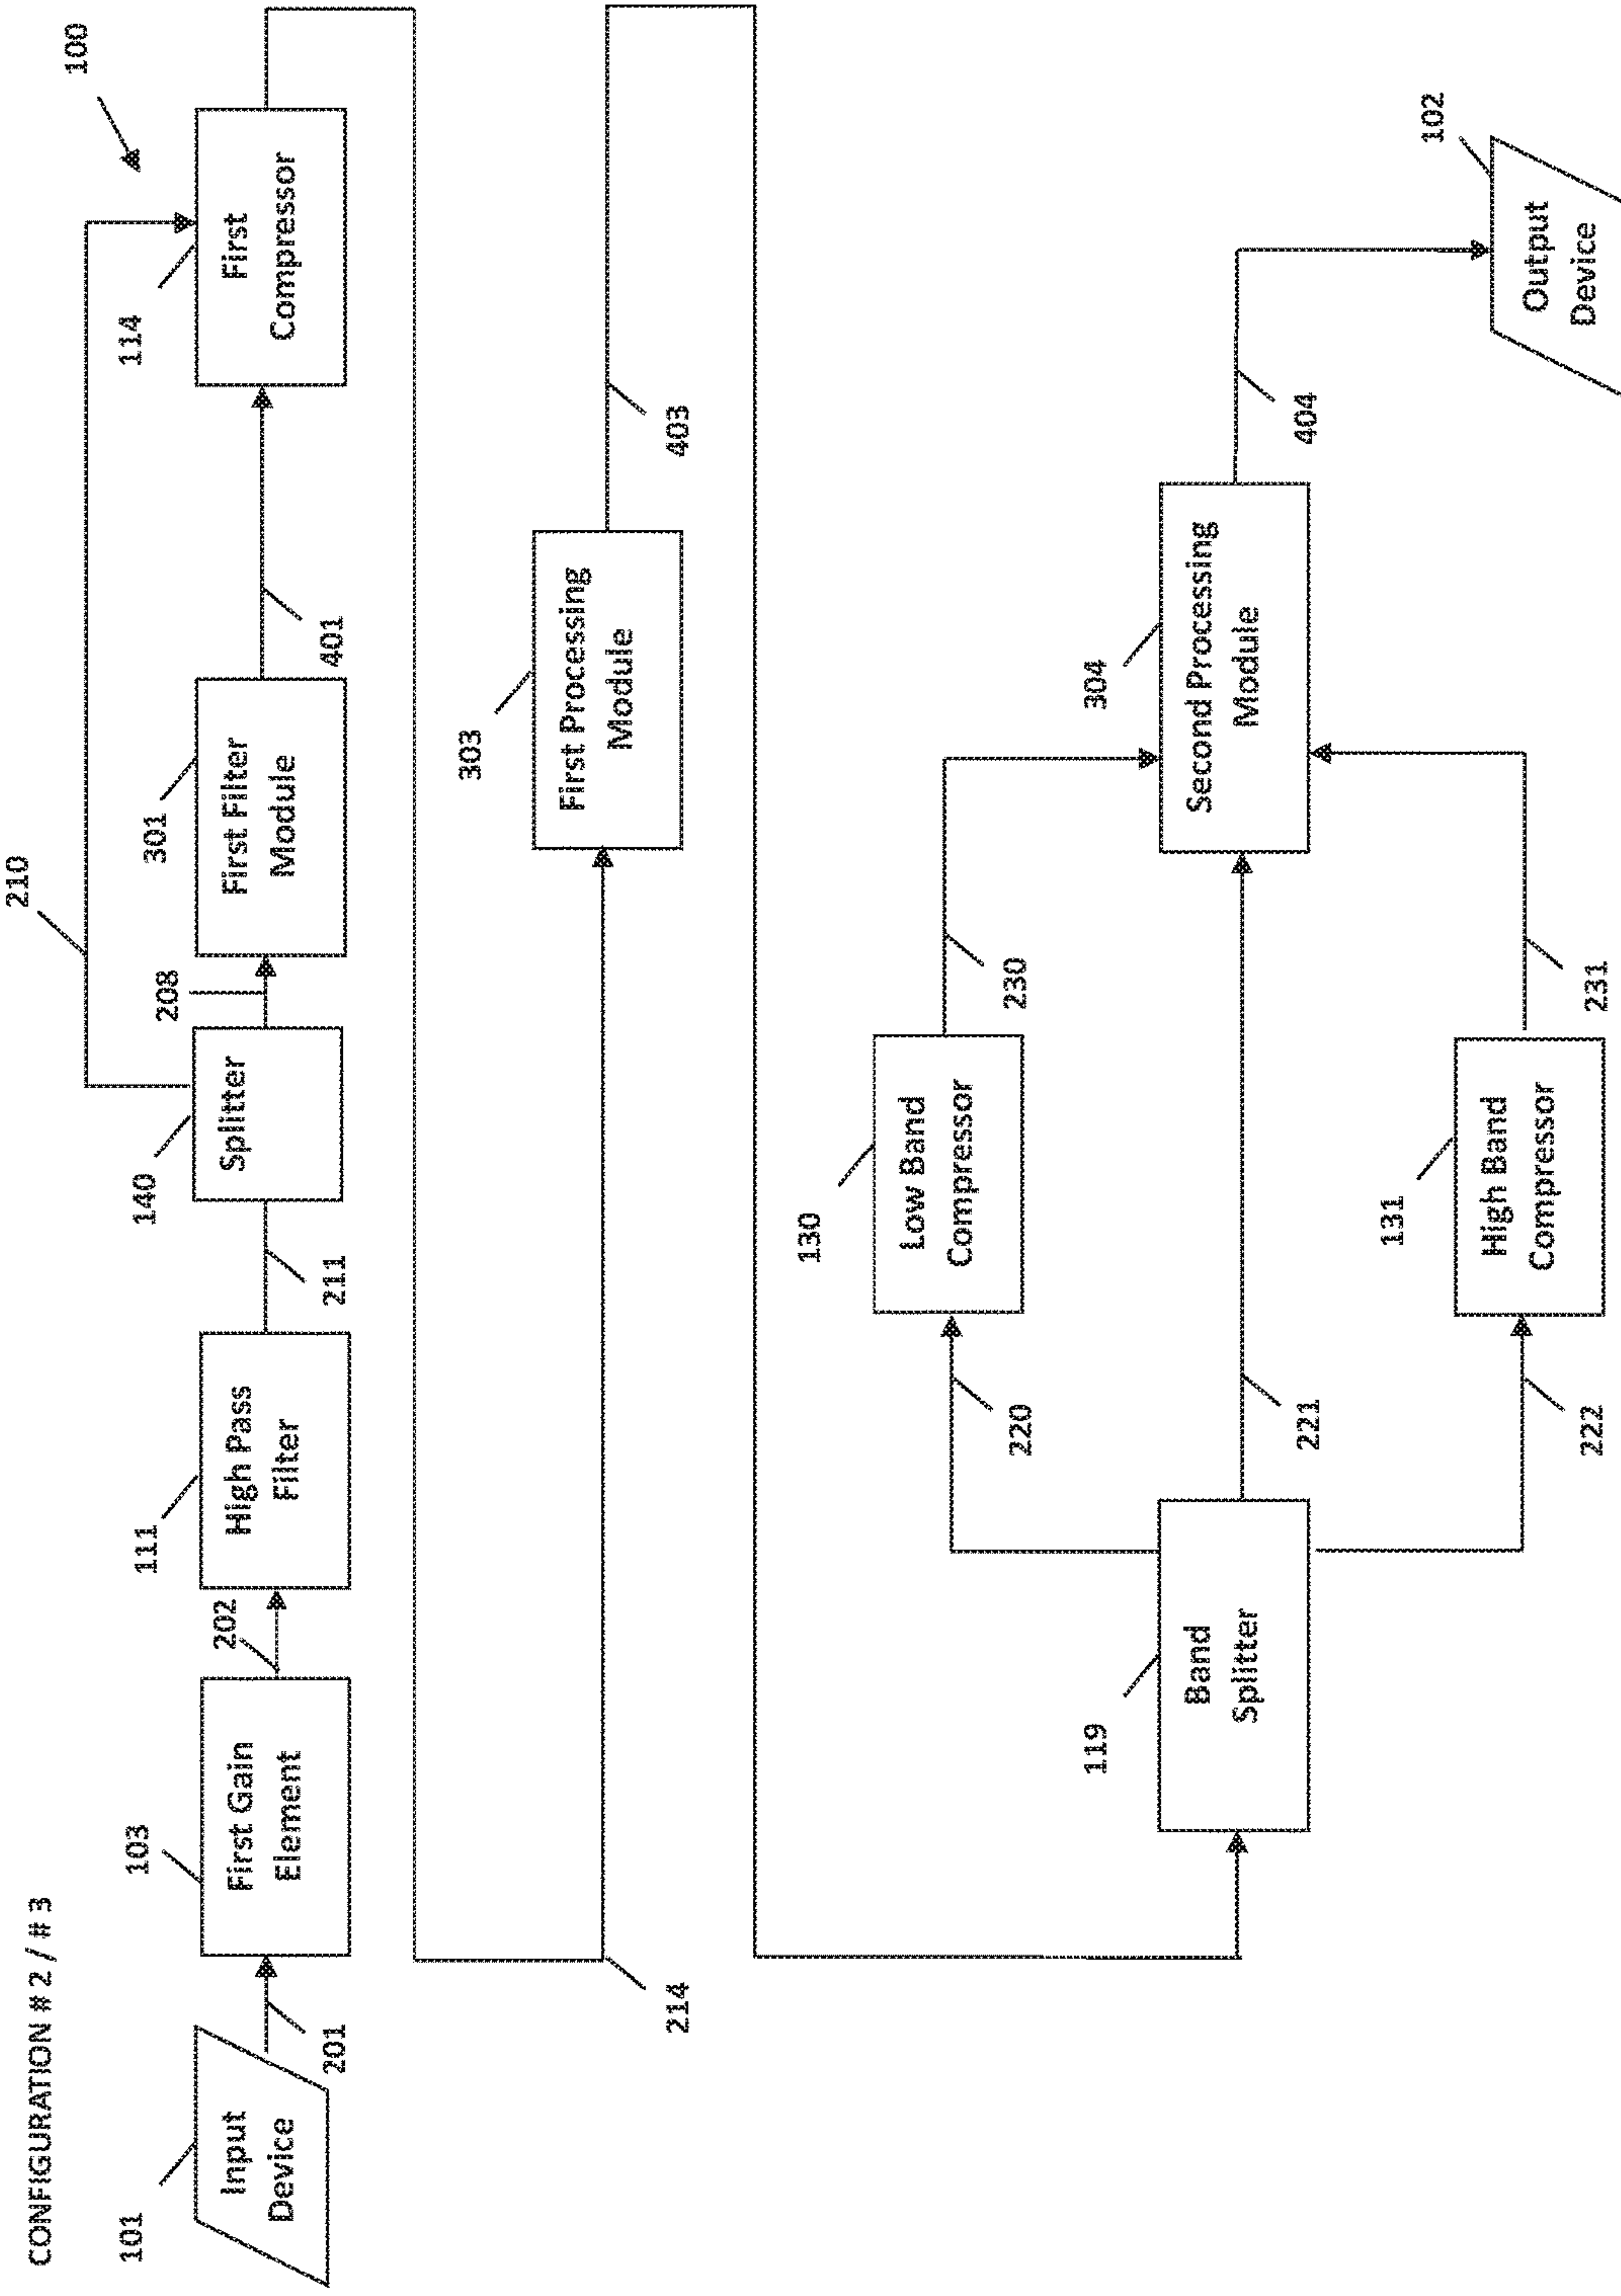 CONFIGURATION # 2 / # 3
100
101
Input
Device
201
103
First Gain
Element
202
111
High Pass
Filter
211
140
Splitter
208
210
301
First Filter
Module
401
114
First
Compressor
214
303
First Processing
Module
403
119
Band
Splitter
220
221
222
130
Low Band
Compressor
230
131
High Band
Compressor
231
304
Second Processing
Module
404
102
Output
Device